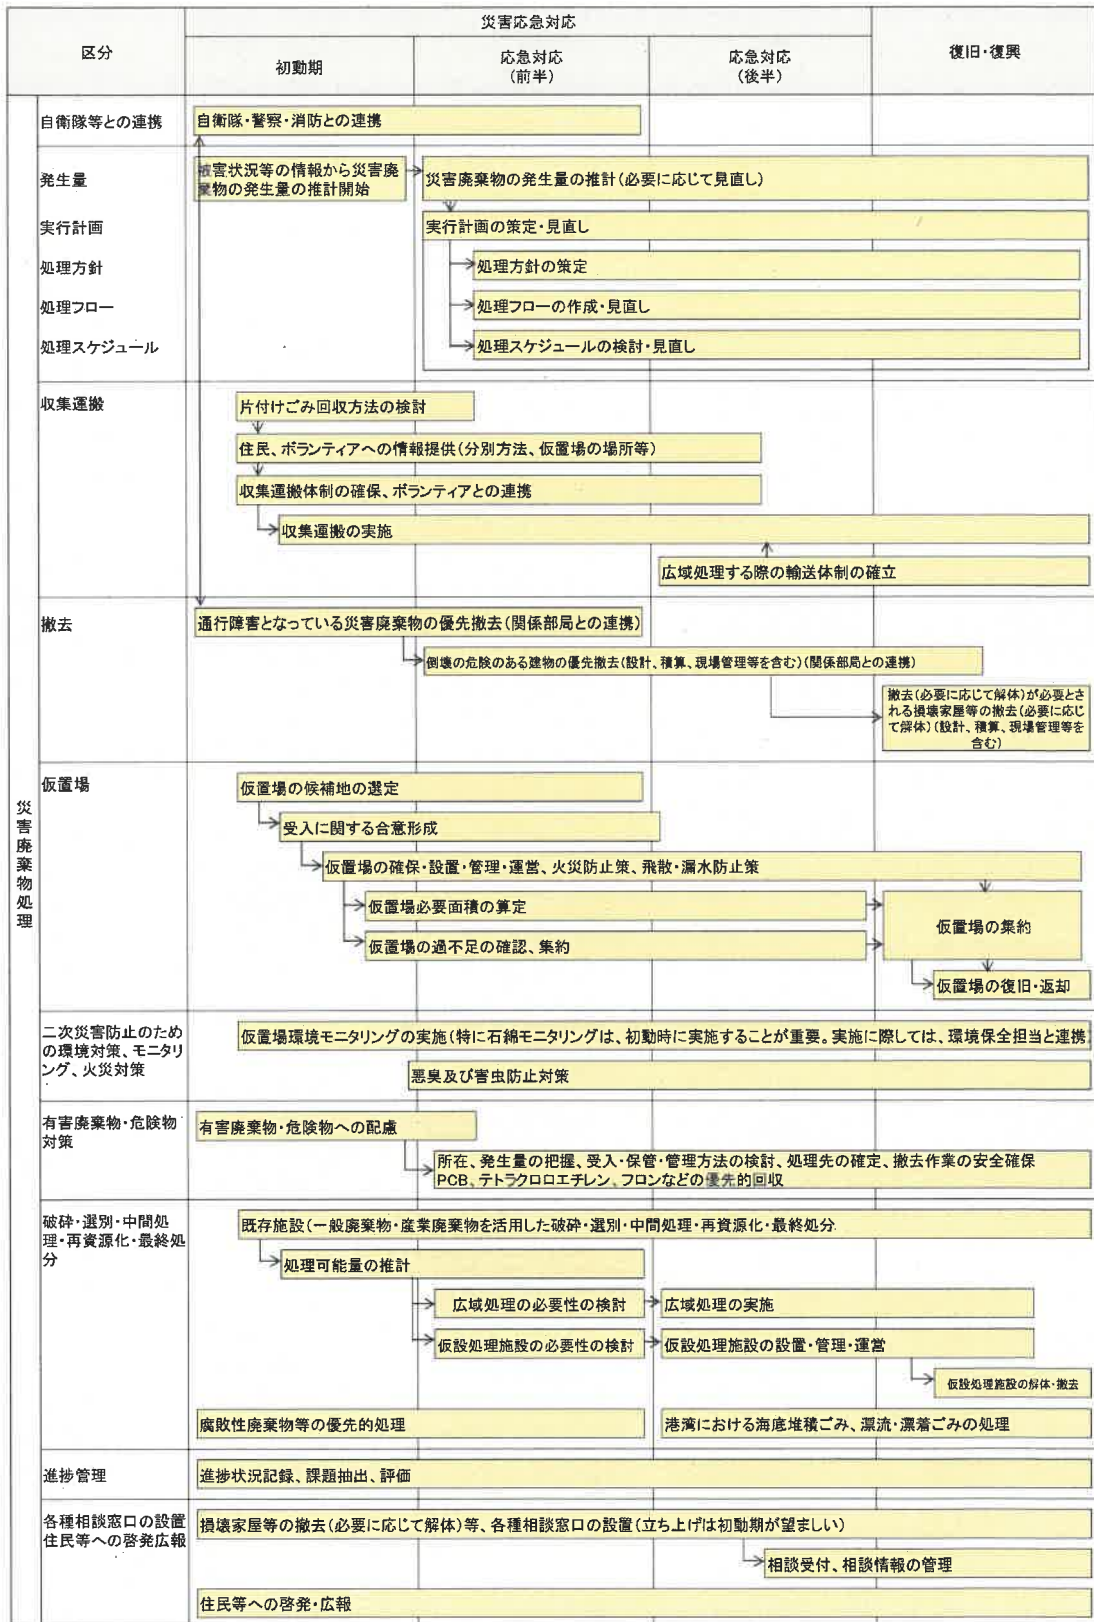 区分
災害応急対応
初動期
応急対応
(前半)
応急対応
(後半)
復旧・復興
災害廃棄物処理
自衛隊等との連携
自衛隊・警察・消防との連携
発生量
被害状況等の情報から災害廃
棄物の発生量の推計開始
災害廃棄物の発生量の推計(必要に応じて見直し)
実行計画
実行計画の策定・見直し
処理方針
処理方針の策定
処理フロー
処理フローの作成・見直し
処理スケジュール
処理スケジュールの検討・見直し
収集運搬
片付けごみ回収方法の検討
住民、ボランティアへの情報提供(分別方法、仮置場の場所等)
収集運搬体制の確保、ボランティアとの連携
収集運搬の実施
広域処理する際の輸送体制の確立
撤去
通行障害となっている災害廃棄物の優先撤去(関係部局との連携)
倒壊の危険のある建物の優先撤去(設計、積算、現場管理等を含む)(関係部局との連携)
撤去(必要に応じて解体)が必要とさ
れる損壊家屋等の撤去(必要に応じ
て解体)(設計、積算、現場管理等を
含む)
仮置場
仮置場の候補地の選定
受入に関する合意形成
仮置場の確保・設置・管理・運営、火災防止策、飛散・漏水防止策
仮置場必要面積の算定
仮置場の過不足の確認、集約
仮置場の集約
仮置場の復旧・返却
二次災害防止のため
の環境対策、モニタリ
ング、火災対策
仮置場環境モニタリングの実施(特に石綿モニタリングは、初動時に実施することが重要。実施に際しては、環境保全担当と連携
悪臭及び害虫防止対策
有害廃棄物・危険物
対策
有害廃棄物・危険物への配慮
所在、発生量の把握、受入・保管・管理方法の検討、処理先の確定、撤去作業の安全確保
PCB、テトラクロロエチレン、フロンなどの優先的回収
破砕・選別・中間処
理・再資源化・最終処
分
既存施設(一般廃棄物・産業廃棄物を活用した破砕・選別・中間処理・再資源化・最終処分
処理可能量の推計
広域処理の必要性の検討
広域処理の実施
仮設処理施設の必要性の検討
仮設処理施設の設置・管理・運営
仮設処理施設の解体・撤去
腐敗性廃棄物等の優先的処理
港湾における海底堆積ごみ、漂流・漂着ごみの処理
進捗管理
進捗状況記録、課題抽出、評価
各種相談窓口の設置
住民等への啓発広報
損壊家屋等の撤去(必要に応じて解体)等、各種相談窓口の設置(立ち上げは初動期が望ましい)
相談受付、相談情報の管理
住民等への啓発・広報